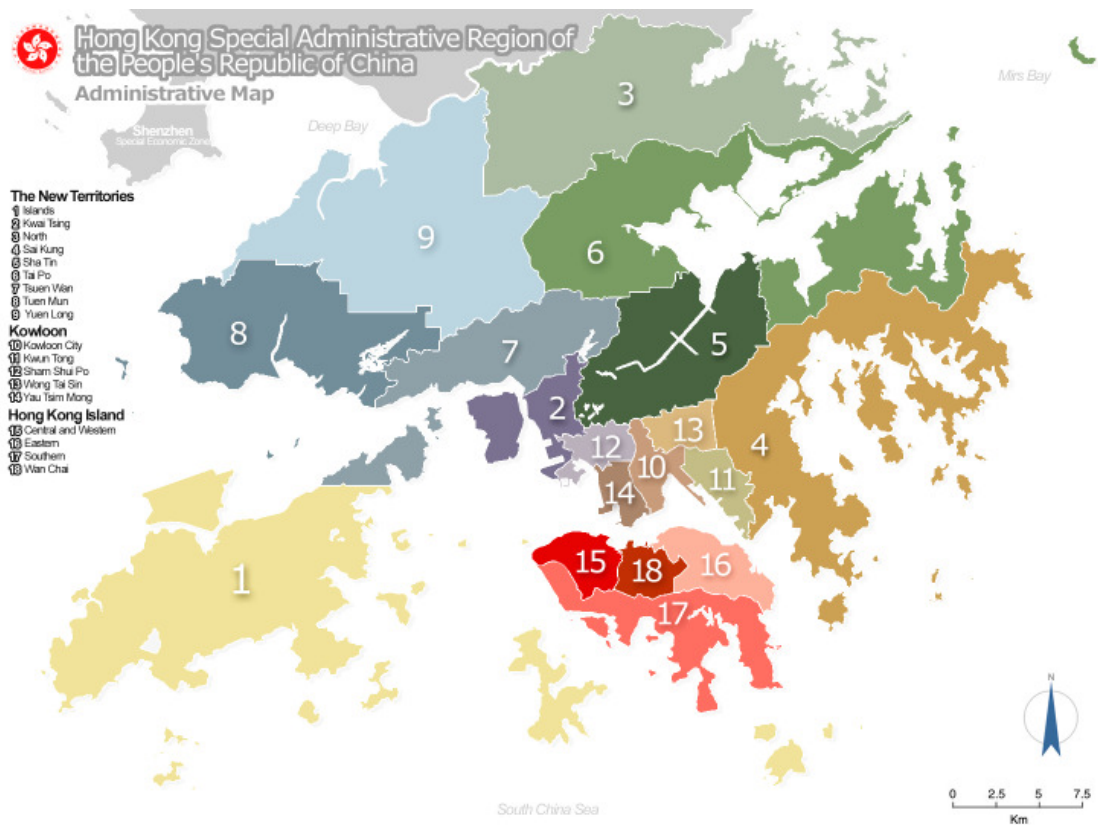 Hong Kong Special Administrative Region of
the People's Republic of China
Administrative Map
Mirs Bay
Deep Bay
Shenzhen
Special Economic Zone
The New Territories
1 Islands
2 Kwai Tsing
3 North
4 Sai Kung
5 Sha Tin
6 Tai Po
7 Tsuen Wan
8 Tuen Mun
9 Yuen Long
Kowloon
10 Kowloon City
11 Kwun Tong
12 Sham Shui Po
13 Wong Tai Sin
14 Yau Tsim Mong
Hong Kong Island
15 Central and Western
16 Eastern
17 Southern
18 Wan Chai
3
9
6
8
7
5
2
12
13
4
10
11
14
1
15
18
16
17
N
0 2.5 5 7.5
Km
South China Sea